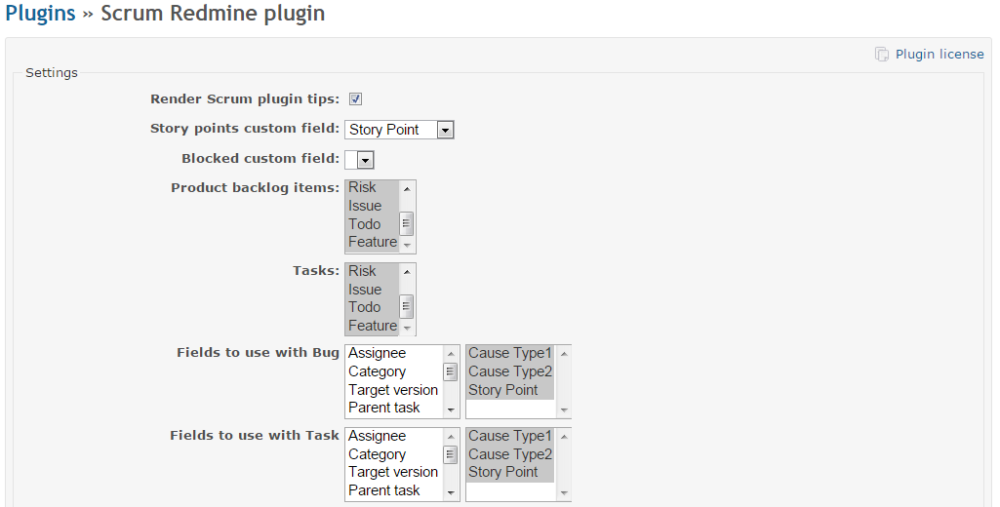 Plugins » Scrum Redmine plugin
Plugin license
Settings
Render Scrum plugin tips:
Story points custom field: Story Point
Blocked custom field:
Product backlog items: Risk
Issue
Todo
Feature
Tasks: Risk
Issue
Todo
Feature
Fields to use with Bug Assignee Cause Type1
Category Cause Type2
Target version Story Point
Parent task
Fields to use with Task Assignee Cause Type1
Category Cause Type2
Target version Story Point
Parent task